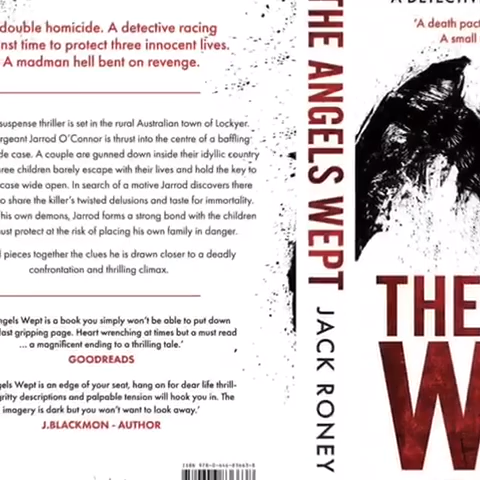 double homicide. A detective racing
nst time to protect three innocent lives.
A madman hell bent on revenge.
suspense thriller is set in the rural Australian town of Lockyer.
rgeant Jarrod O'Connor is thrust into the centre of a baffling
de case. A couple are gunned down inside their idyllic country
ree children barely escape with their lives and hold the key to
case wide open. In search of a motive Jarrod discovers there
to share the killer's twisted delusions and taste for immortality.
his own demons, Jarrod forms a strong bond with the children
ust protect at the risk of placing his own family in danger.
pieces together the clues he is drawn closer to a deadly
confrontation and thrilling climax.
ngels Wept is a book you simply won't be able to put down
last gripping page. Heart wrenching at times but a must read
... a magnificent ending to a thrilling tale.'
GOODREADS
gels Wept is an edge of your seat, hang on for dear life thrill-
gritty descriptions and palpable tension will hook you in. The
imagery is dark but you won't want to look away.'
J.BLACKMON - AUTHOR
THE ANGELS WEPT
JACK RONEY
'A death pact
A small
THE
W